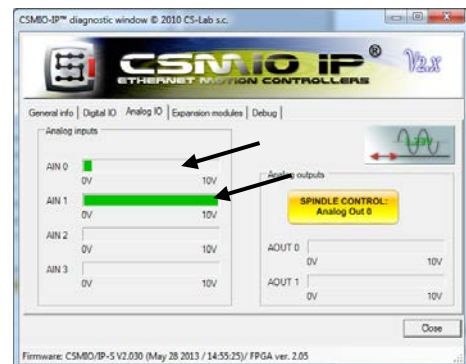 CSMIO-IP™ diagnostic window © 2010 CS-Lab s.c.
CSMIO IP®
ETHERNET MOTION CONTROLLERS
V2.x
General info
Digital IO
Analog IO
Expansion modules
Debug
Analog inputs
AIN 0
0V 10V
AIN 1
0V 10V
AIN 2
0V 10V
AIN 3
0V 10V
1.23V
Analog outputs
SPINDLE CONTROL:
Analog Out 0
AOUT 0
0V 10V
AOUT 1
0V 10V
Close
Firmware: CSMIO/IP-S V2.030 (May 28 2013 / 14:55:25)/ FPGA ver. 2.05